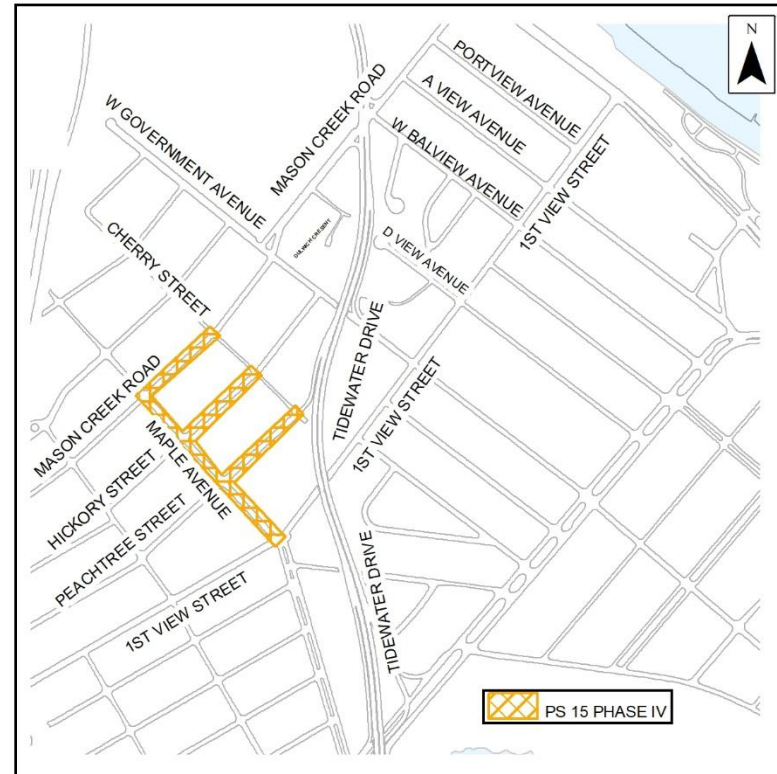 N
PORTVIEW AVENUE
A VIEW AVENUE
W BALVIEW AVENUE
MASON CREEK ROAD
W GOVERNMENT AVENUE
1ST VIEW STREET
D VIEW AVENUE
CHERRY STREET
TIDEWATER DRIVE
1ST VIEW STREET
MASON CREEK ROAD
MAPLE AVENUE
HICKORY STREET
PEACHTREE STREET
1ST VIEW STREET
TIDEWATER DRIVE
PS 15 PHASE IV